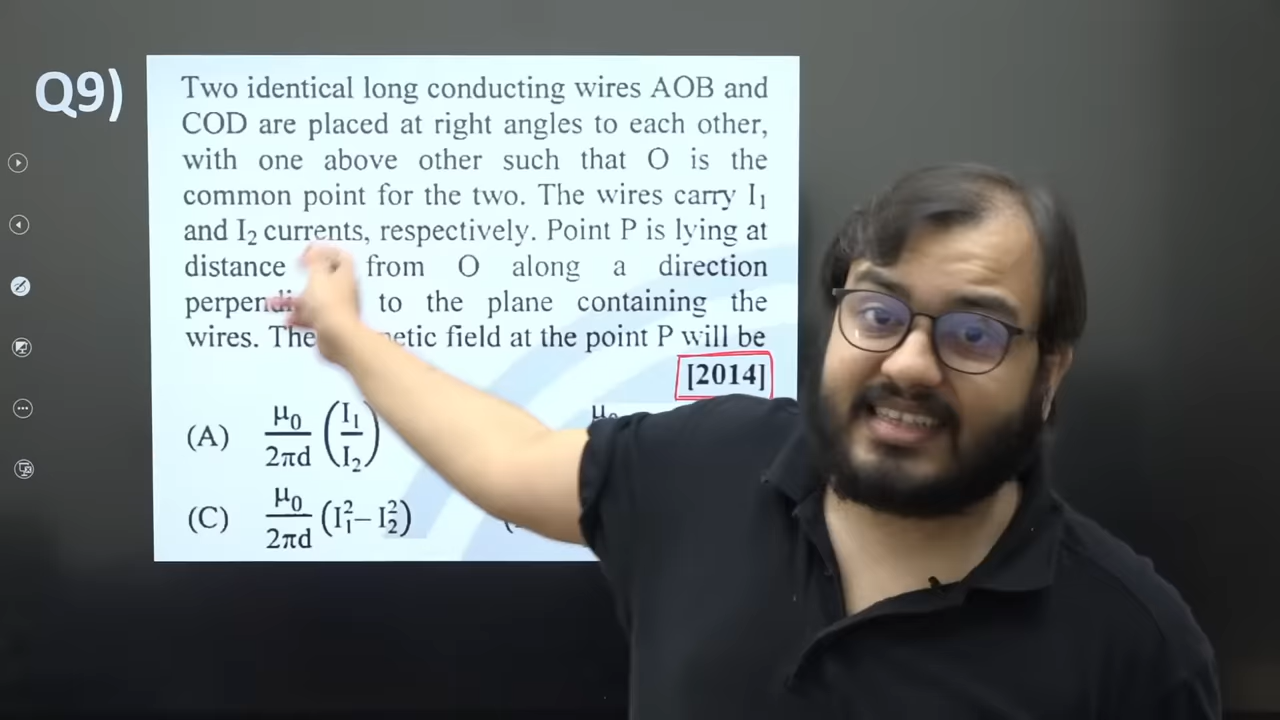 Q9)
Two identical long conducting wires AOB and
COD are placed at right angles to each other,
with one above other such that O is the
common point for the two. The wires carry I₁
and I₂ currents, respectively. Point P is lying at
distance from O along a direction
to the plane containing the
wires. field at the point P will be
[2014]
(A) μ₀/2πd (I₁/I₂)
μ₀
(C) μ₀/2πd (I₁² – I₂²)